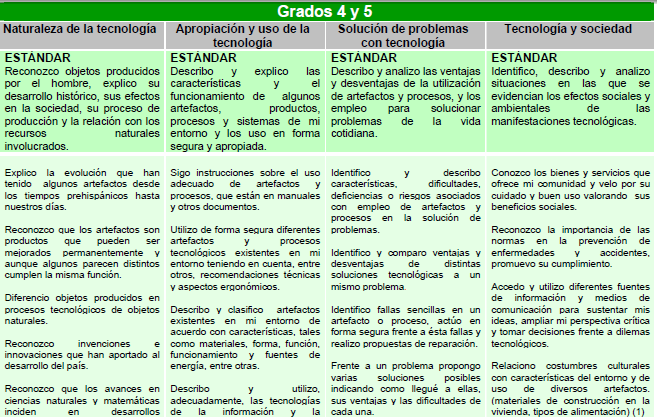 Grados 4 y 5
Naturaleza de la tecnología
Apropiación y uso de la
tecnología
Solución de problemas
con tecnología
Tecnología y sociedad
ESTÁNDAR
Reconozco objetos producidos
por el hombre, explico su
desarrollo histórico, sus efectos
en la sociedad, su proceso de
producción y la relación con los
recursos naturales
involucrados.
ESTÁNDAR
Describo y explico las
características y el
funcionamiento de algunos
artefactos, productos,
procesos y sistemas de mi
entorno y los uso en forma
segura y apropiada.
ESTÁNDAR
Describo y analizo las ventajas
y desventajas de la utilización
de artefactos y procesos, y los
empleo para solucionar
problemas de la vida
cotidiana.
ESTÁNDAR
Identifico, describo y analizo
situaciones en las que se
evidencian los efectos sociales y
ambientales de las
manifestaciones tecnológicas.
Explico la evolución que han
tenido algunos artefactos desde
los tiempos prehispánicos hasta
nuestros días.
Reconozco que los artefactos son
productos que pueden ser
mejorados permanentemente y
aunque algunos parecen distintos
cumplen la misma función.
Diferencio objetos producidos en
procesos tecnológicos de objetos
naturales.
Reconozco invenciones e
innovaciones que han aportado al
desarrollo del país.
Reconozco que los avances en
ciencias naturales y matemáticas
inciden en desarrollos
Sigo instrucciones sobre el uso
adecuado de artefactos y
procesos, que están en manuales
y otros documentos.
Utilizo de forma segura diferentes
artefactos y procesos
tecnológicos existentes en mi
entorno teniendo en cuenta, entre
otros, recomendaciones técnicas
y aspectos ergonómicos.
Describo y clasifico artefactos
existentes en mi entorno de
acuerdo con características, tales
como materiales, forma, función,
funcionamiento y fuentes de
energía, entre otras.
Describo y utilizo,
adecuadamente, las tecnologías
de la información y la
Identifico y describo
características, dificultades,
deficiencias o riesgos asociados
con empleo de artefactos y
procesos en la solución de
problemas.
Identifico y comparo ventajas y
desventajas de distintas
soluciones tecnológicas a un
mismo problema.
Identifico fallas sencillas en un
artefacto o proceso, actúo en
forma segura frente a ésta fallas y
realizo propuestas de reparación.
Frente a un problema propongo
varias soluciones posibles
indicando como llegué a ellas,
sus ventajas y las dificultades de
cada una.
Conozco los bienes y servicios que
ofrece mi comunidad y velo por su
cuidado y buen uso valorando sus
beneficios sociales.
Reconozco la importancia de las
normas en la prevención de
enfermedades y accidentes,
promuevo su cumplimiento.
Accedo y utilizo diferentes fuentes
de información y medios de
comunicación para sustentar mis
ideas, ampliar mi perspectiva crítica
y tomar decisiones frente a dilemas
tecnológicos.
Relaciono costumbres culturales
con características del entorno y de
uso de diversos artefactos.
(materiales de construcción en la
vivienda, tipos de alimentación) (1)